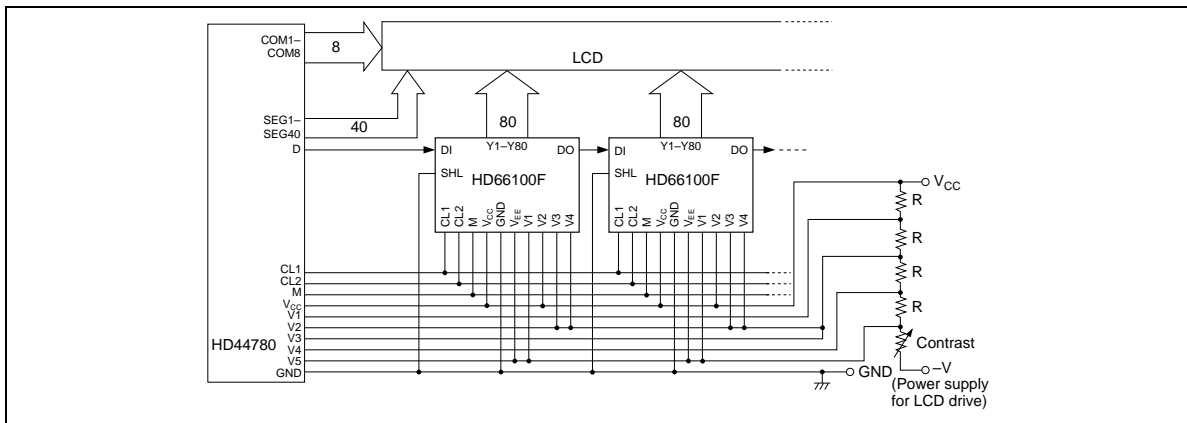 COM1–
COM8
8
LCD
SEG1–
SEG40
40
80
80
D
DI
Y1–Y80
DO
DI
Y1–Y80
DO
SHL
HD66100F
SHL
HD66100F
CL1
CL2
M
VCC
GND
VEE
V1
V2
V3
V4
CL1
CL2
M
VCC
GND
VEE
V1
V2
V3
V4
VCC
R
R
R
R
Contrast
–V
(Power supply
for LCD drive)
CL1
CL2
M
VCC
V1
V2
V3
V4
V5
GND
HD44780
GND